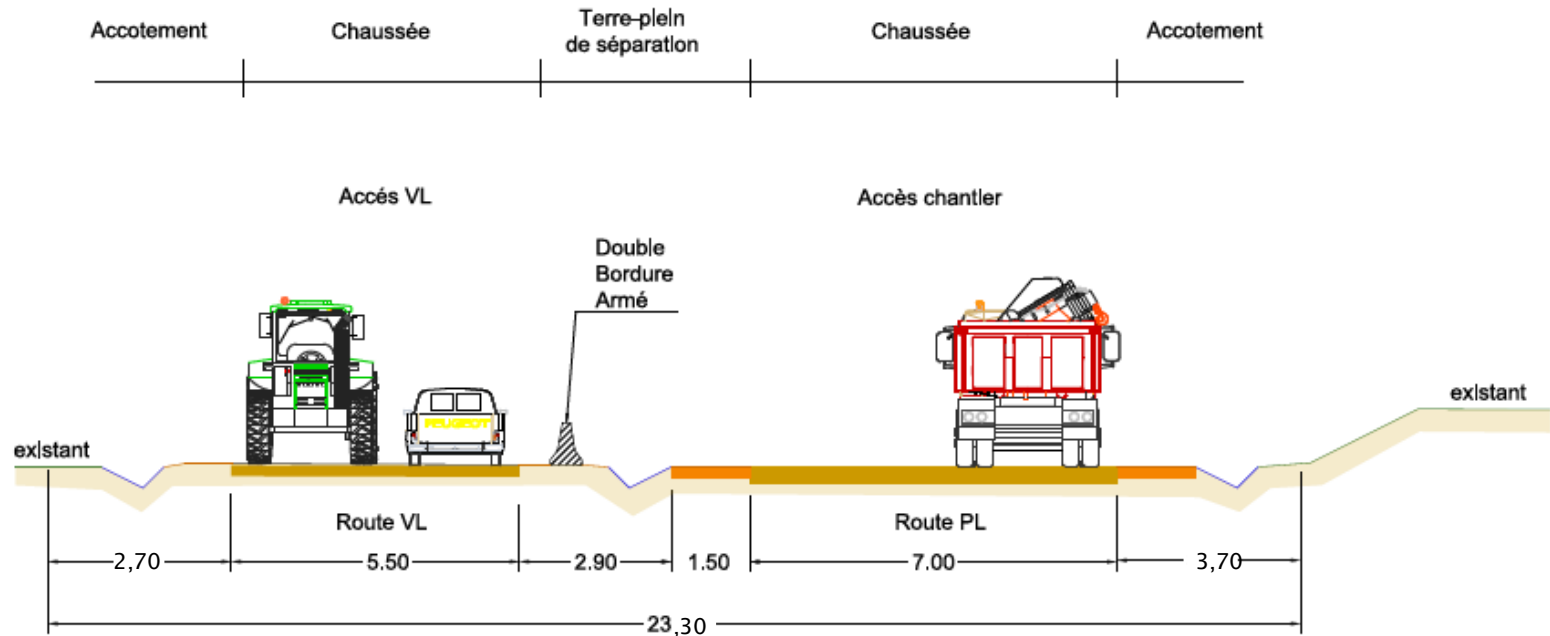 Accotement
Chaussée
Terre-plein
de séparation
Chaussée
Accotement
Accés VL
Accès chantier
Double
Bordure
Armé
PEUGEOT
existant
existant
Route VL
Route PL
2,70
5.50
2.90
1.50
7.00
3,70
23,30